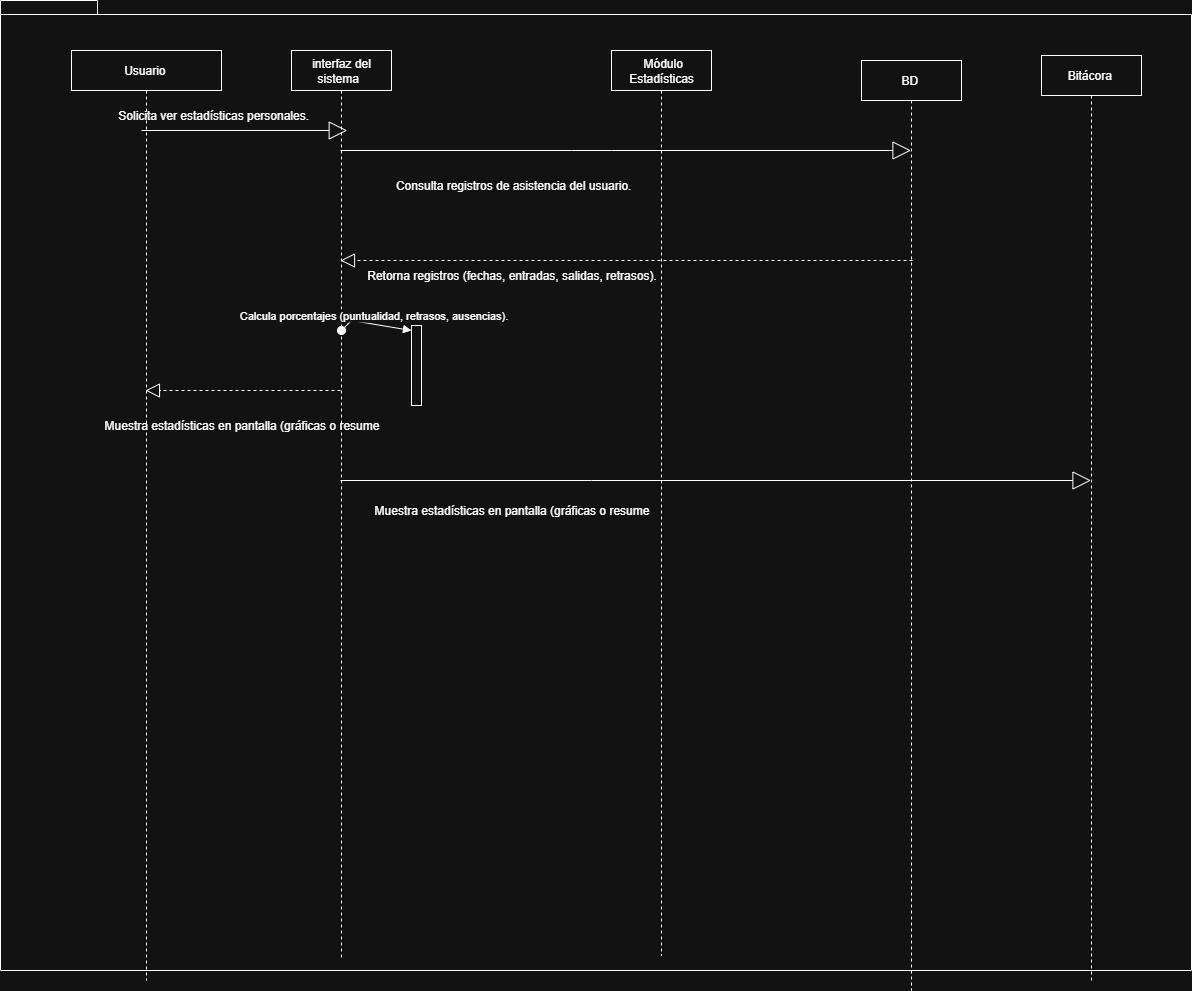 Usuario
interfaz del
sistema
Módulo
Estadísticas
BD
Bitácora
Solicita ver estadísticas personales.
Consulta registros de asistencia del usuario.
Retorna registros (fechas, entradas, salidas, retrasos).
Calcula porcentajes (puntualidad, retrasos, ausencias).
Muestra estadísticas en pantalla (gráficas o resume
Muestra estadísticas en pantalla (gráficas o resume